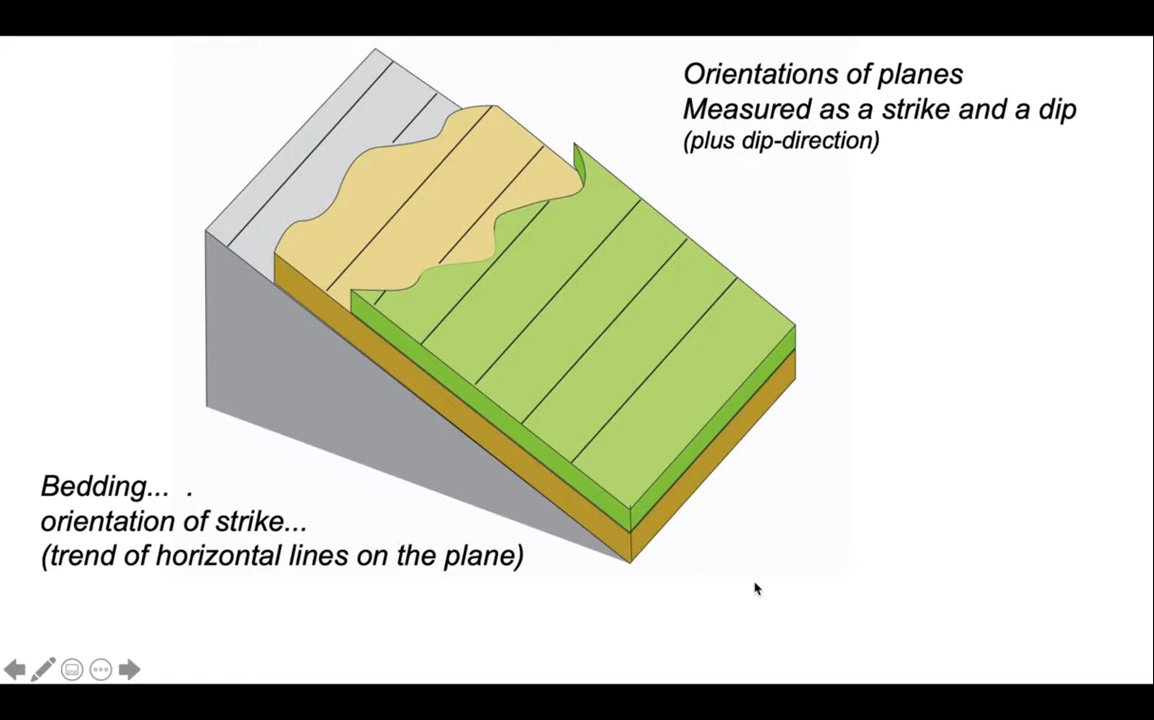 Orientations of planes
Measured as a strike and a dip
(plus dip-direction)
Bedding... .
orientation of strike...
(trend of horizontal lines on the plane)